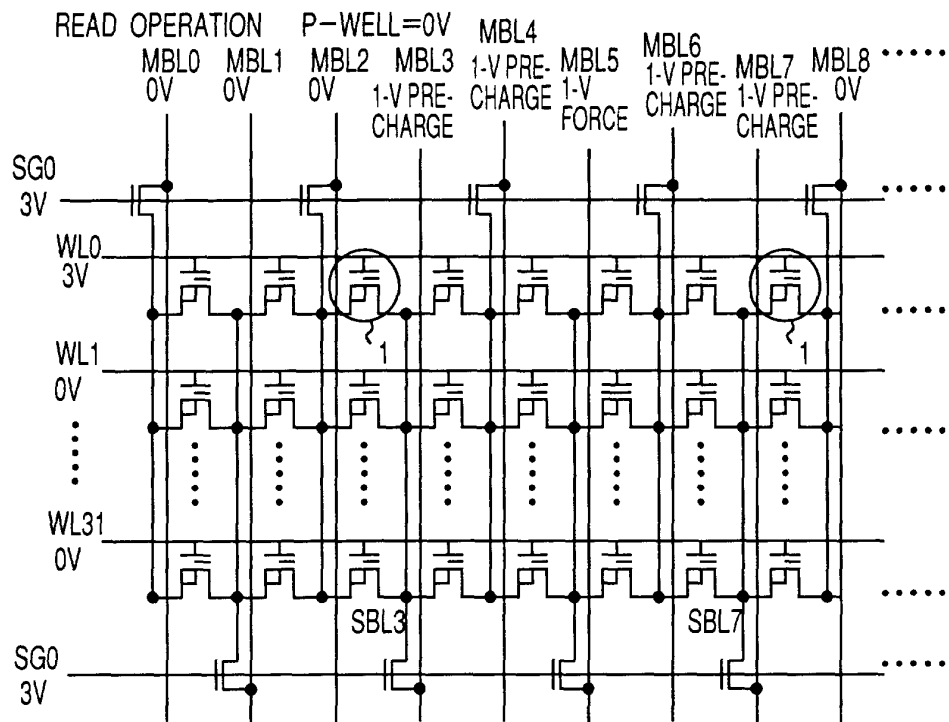 READ OPERATION P-WELL=0V
MBL0
0V
MBL1
0V
MBL2
0V
MBL3
1-V PRE-
CHARGE
MBL4
1-V PRE-
CHARGE
MBL5
1-V
FORCE
MBL6
1-V PRE-
CHARGE
MBL7
1-V PRE-
CHARGE
MBL8
0V
SG0
3V
WL0
3V
1
1
WL1
0V
WL31
0V
SBL3
SBL7
SG0
3V